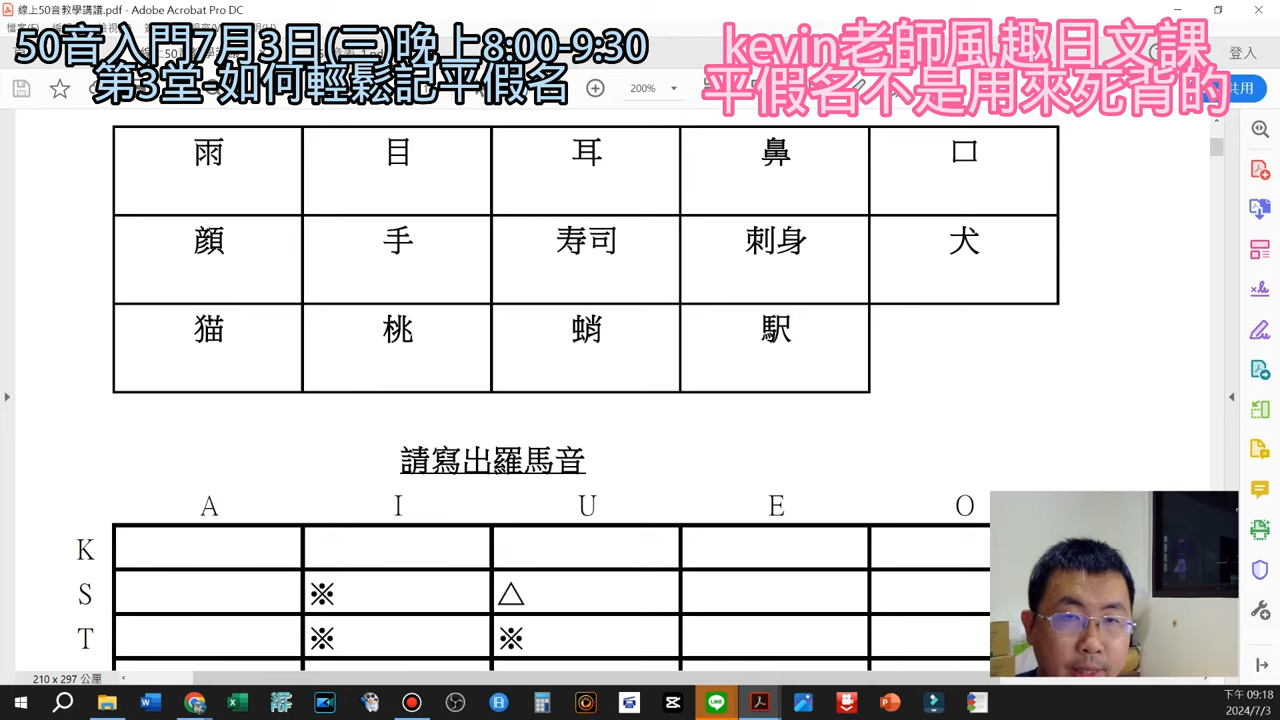 線上50音教學講議.pdf - Adobe Acrobat Pro DC
50音入門7月3日(三)晚上8:00-9:30
第3堂-如何輕鬆記平假名
kevin老師風趣日文課
平假名不是用來死背的
登入
200%
共用
雨 目 耳 鼻 口
顔 手 寿司 刺身 犬
猫 桃 蛸 駅
請寫出羅馬音
A I U E O
K
S ※ △
T ※ ※
210 x 297 公厘
下午 09:18
2024/7/3